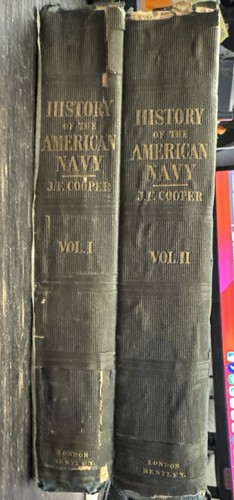 HISTORY
OF THE
AMERICAN
NAVY
J.F. COOPER
VOL. I
LONDON
BENTLEY.
HISTORY
OF THE
AMERICAN
NAVY
J.F. COOPER
VOL. II
LONDON
BENTLEY.